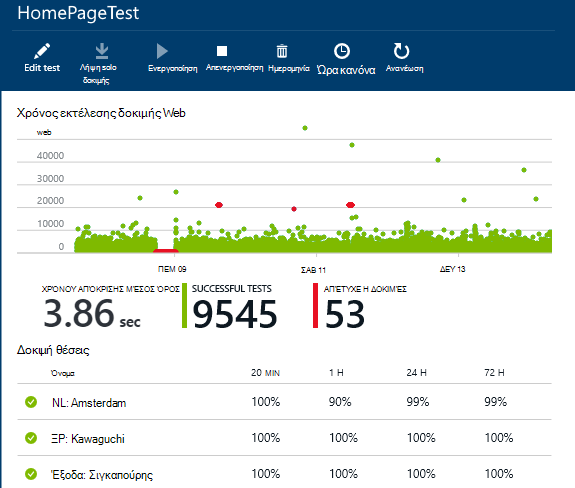 HomePageTest
Edit test
Λήψη solo
δοκιμής
Ενεργοποίηση
Απενεργοποίηση
Ημερομηνία
Ώρα κανόνα
Ανανέωση
Χρόνος εκτέλεσης δοκιμής Web
web
40000
30000
20000
10000
0
ΠΕΜ 09
ΣΑΒ 11
ΔΕΥ 13
ΧΡΌΝΟΥ ΑΠΌΚΡΙΣΗΣ ΜΈΣΟΣ ΌΡΟΣ
3.86 sec
SUCCESSFUL TESTS
9545
ΑΠΈΤΥΧΕ Η ΔΟΚΙΜΈΣ
53
Δοκιμή θέσεις
Όνομα 20 MIN 1 H 24 H 72 H
NL: Amsterdam 100% 90% 99% 99%
ΞΡ: Kawaguchi 100% 100% 100% 100%
Έξοδα: Σιγκαπούρης 100% 100% 100% 100%